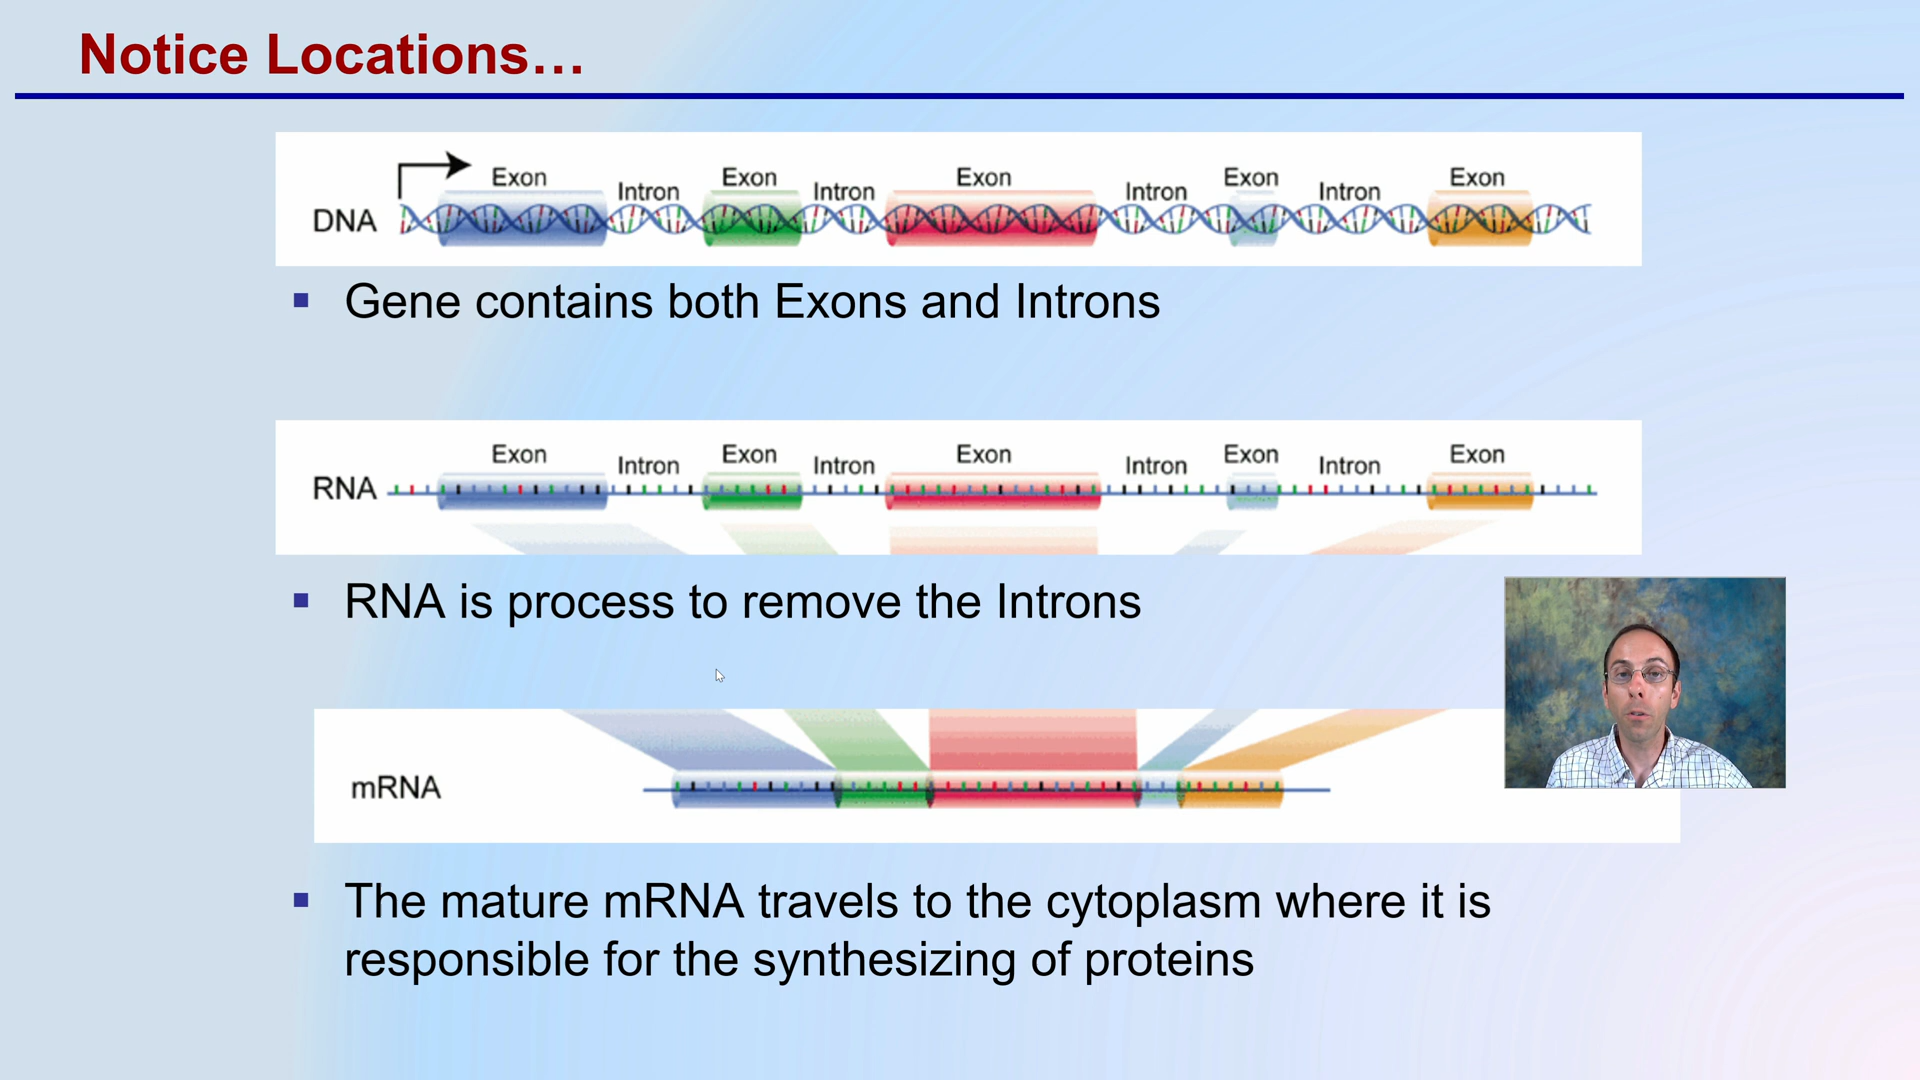 Notice Locations…
Exon Intron Exon Intron Exon Intron Exon Intron Exon
DNA
Gene contains both Exons and Introns
Exon Intron Exon Intron Exon Intron Exon Intron Exon
RNA
RNA is process to remove the Introns
mRNA
The mature mRNA travels to the cytoplasm where it is
responsible for the synthesizing of proteins